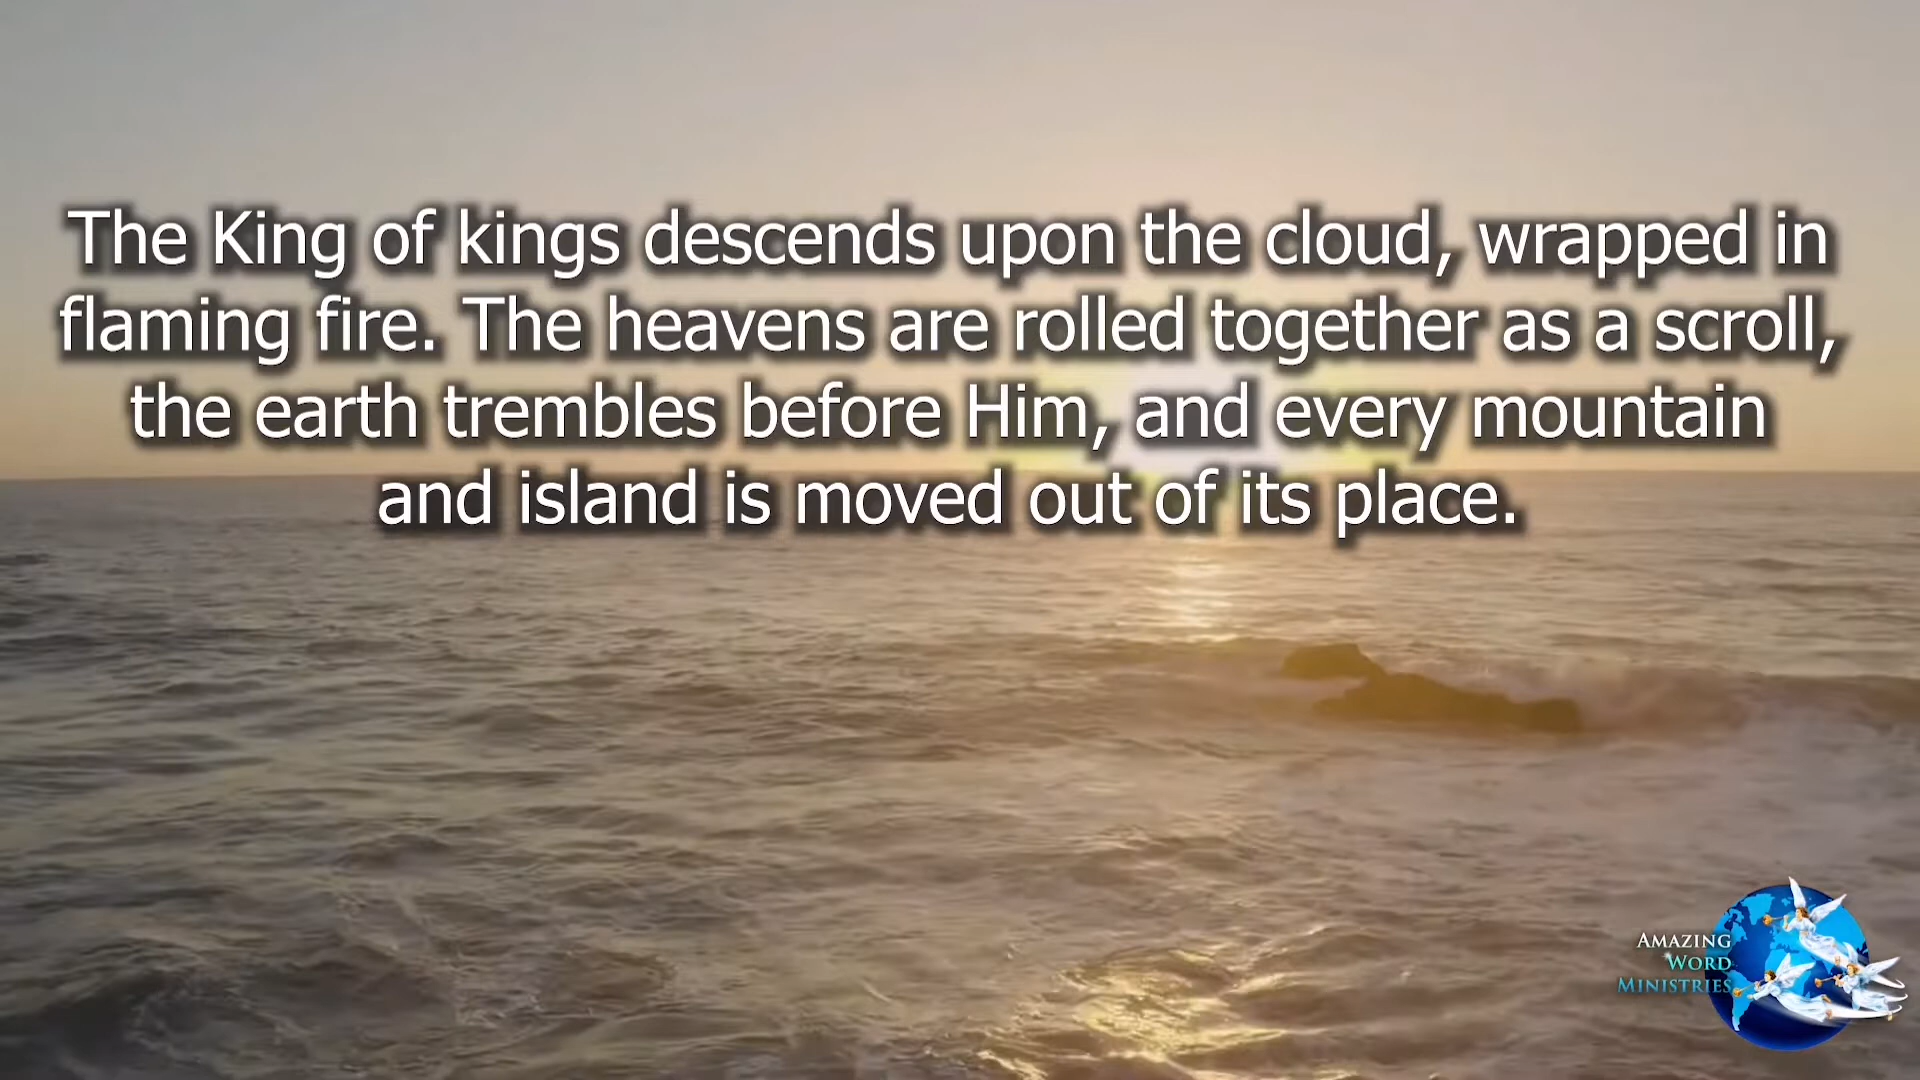 The King of kings descends upon the cloud, wrapped in
flaming fire. The heavens are rolled together as a scroll,
the earth trembles before Him, and every mountain
and island is moved out of its place.
AMAZING
WORD
MINISTRIES